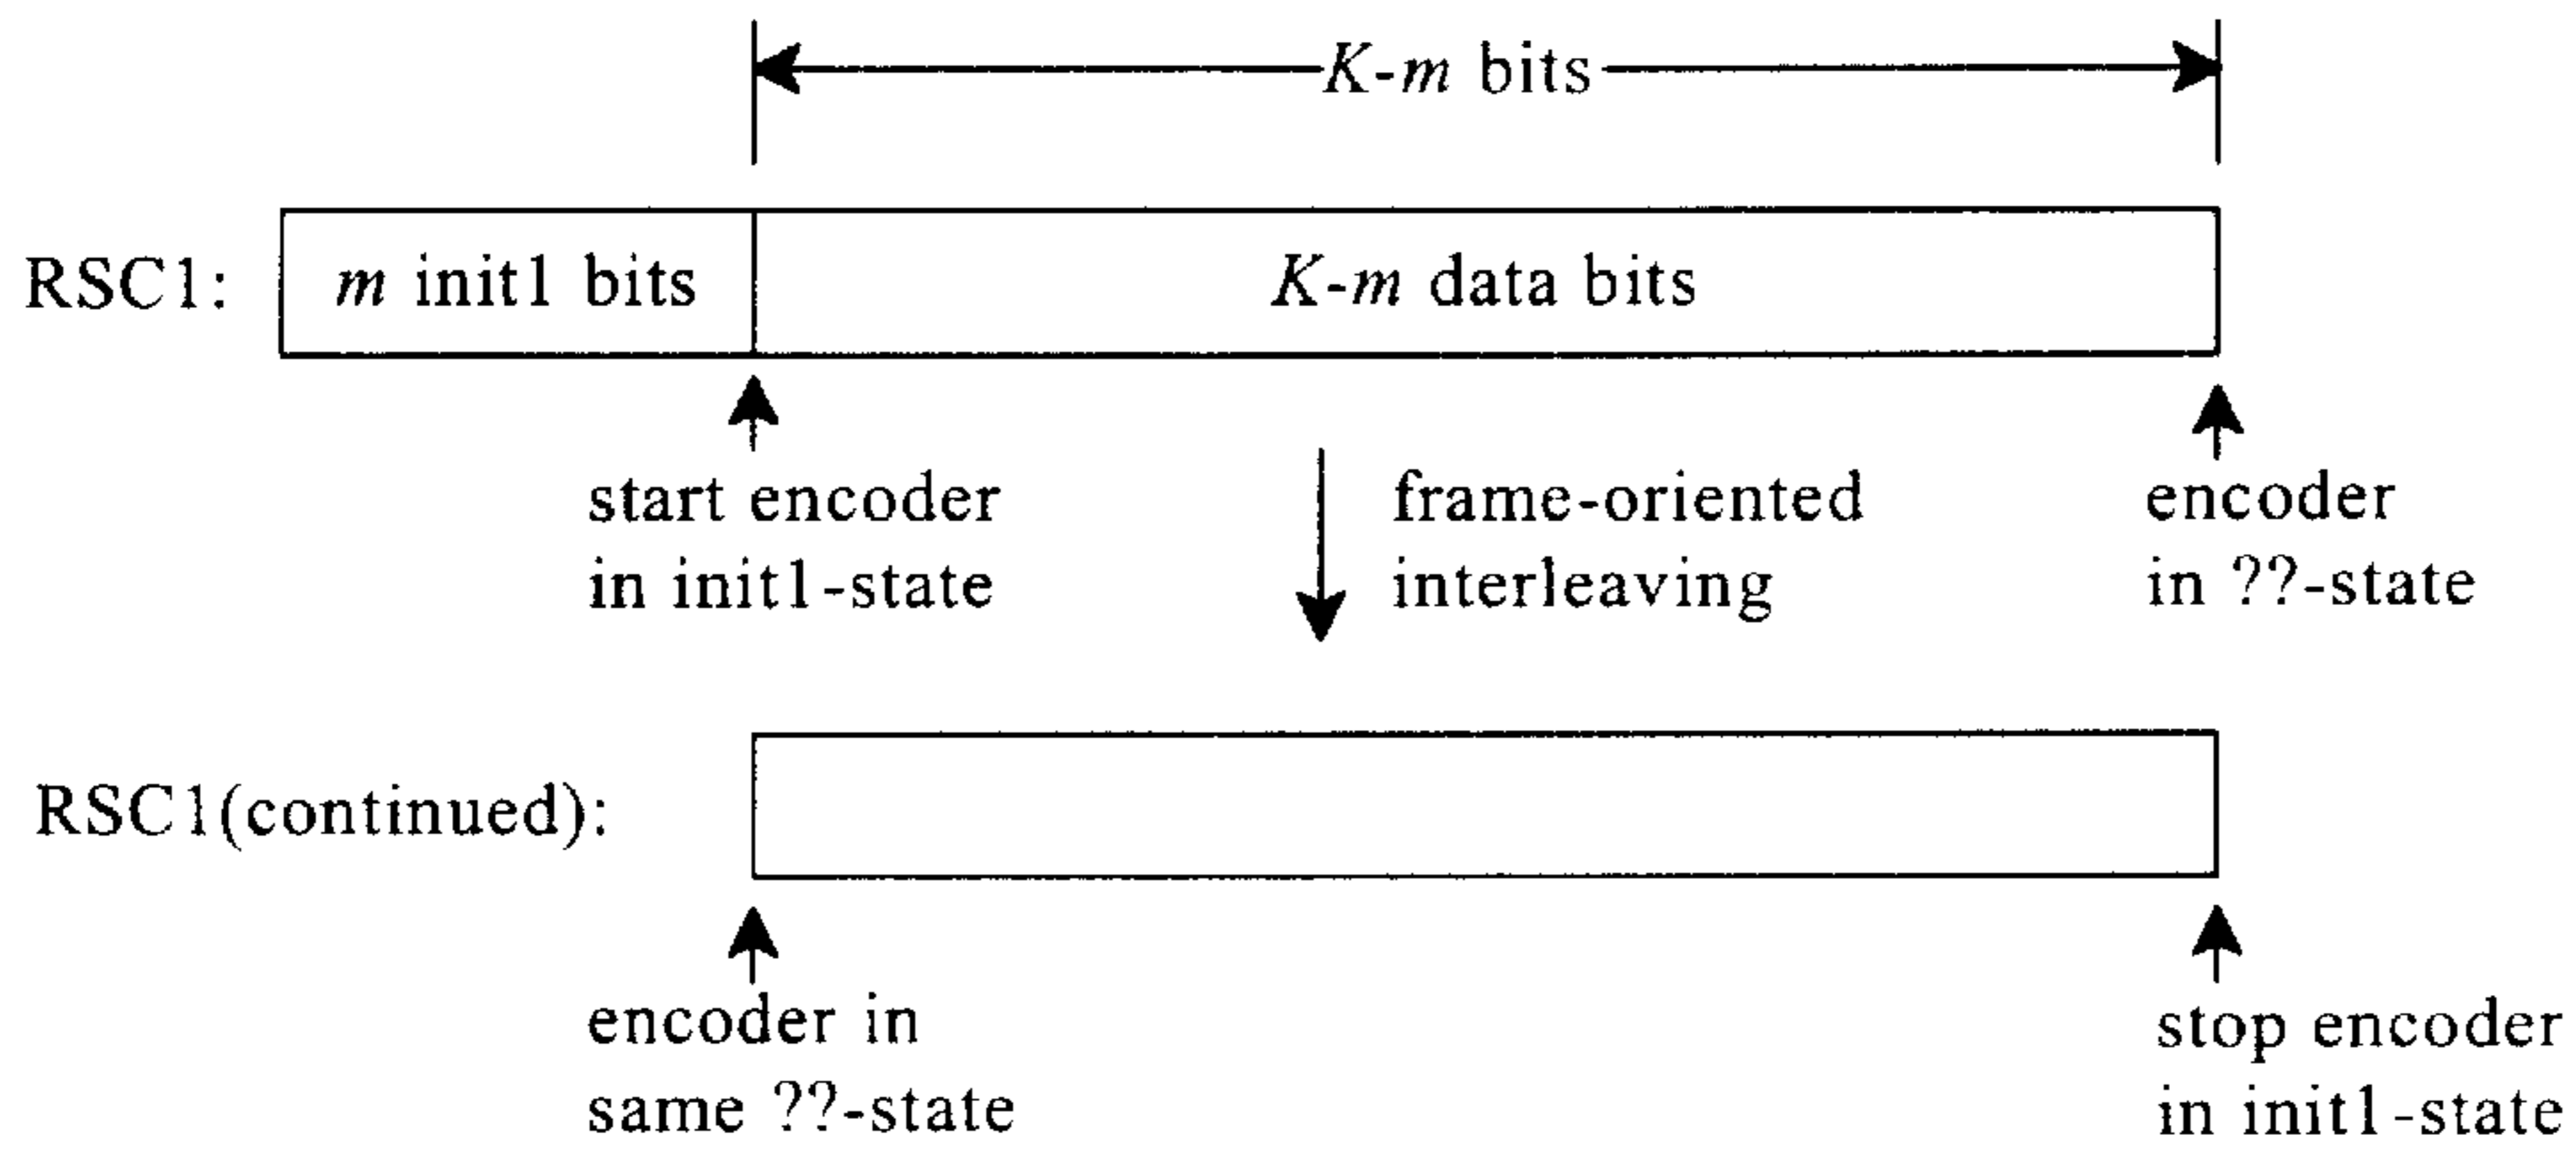 K-m bits
RSC1: m init1 bits K-m data bits
start encoder
in init1-state
frame-oriented
interleaving
encoder
in ??-state
RSC1(continued):
encoder in
same ??-state
stop encoder
in init1-state